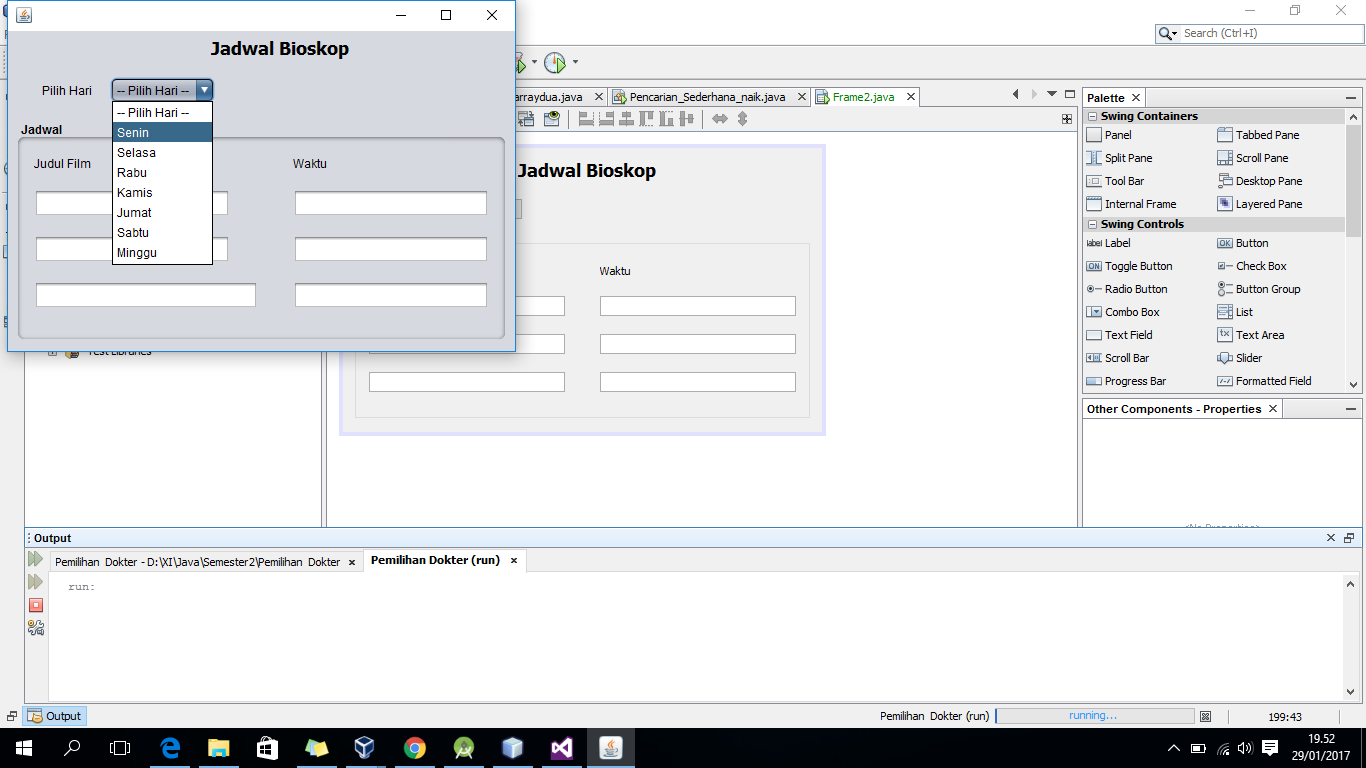 Jadwal Bioskop
Pilih Hari
-- Pilih Hari --
-- Pilih Hari --
Senin
Selasa
Rabu
Kamis
Jumat
Sabtu
Minggu
Jadwal
Judul Film
Waktu
Search (Ctrl+I)
arraydua.java
Pencarian_Sederhana_naik.java
Frame2.java
Jadwal Bioskop
Waktu
Test Libraries
Palette
Swing Containers
Panel
Tabbed Pane
Split Pane
Scroll Pane
Tool Bar
Desktop Pane
Internal Frame
Layered Pane
Swing Controls
label Label
OK Button
ON Toggle Button
Check Box
Radio Button
Button Group
Combo Box
List
Text Field
Text Area
Scroll Bar
Slider
Progress Bar
Formatted Field
Other Components - Properties
<No Properties>
Output
Pemilihan Dokter - D:\XI\Java\Semester2\Pemilihan Dokter
Pemilihan Dokter (run)
run:
Output
Pemilihan Dokter (run)
running...
199:43
19.52
29/01/2017